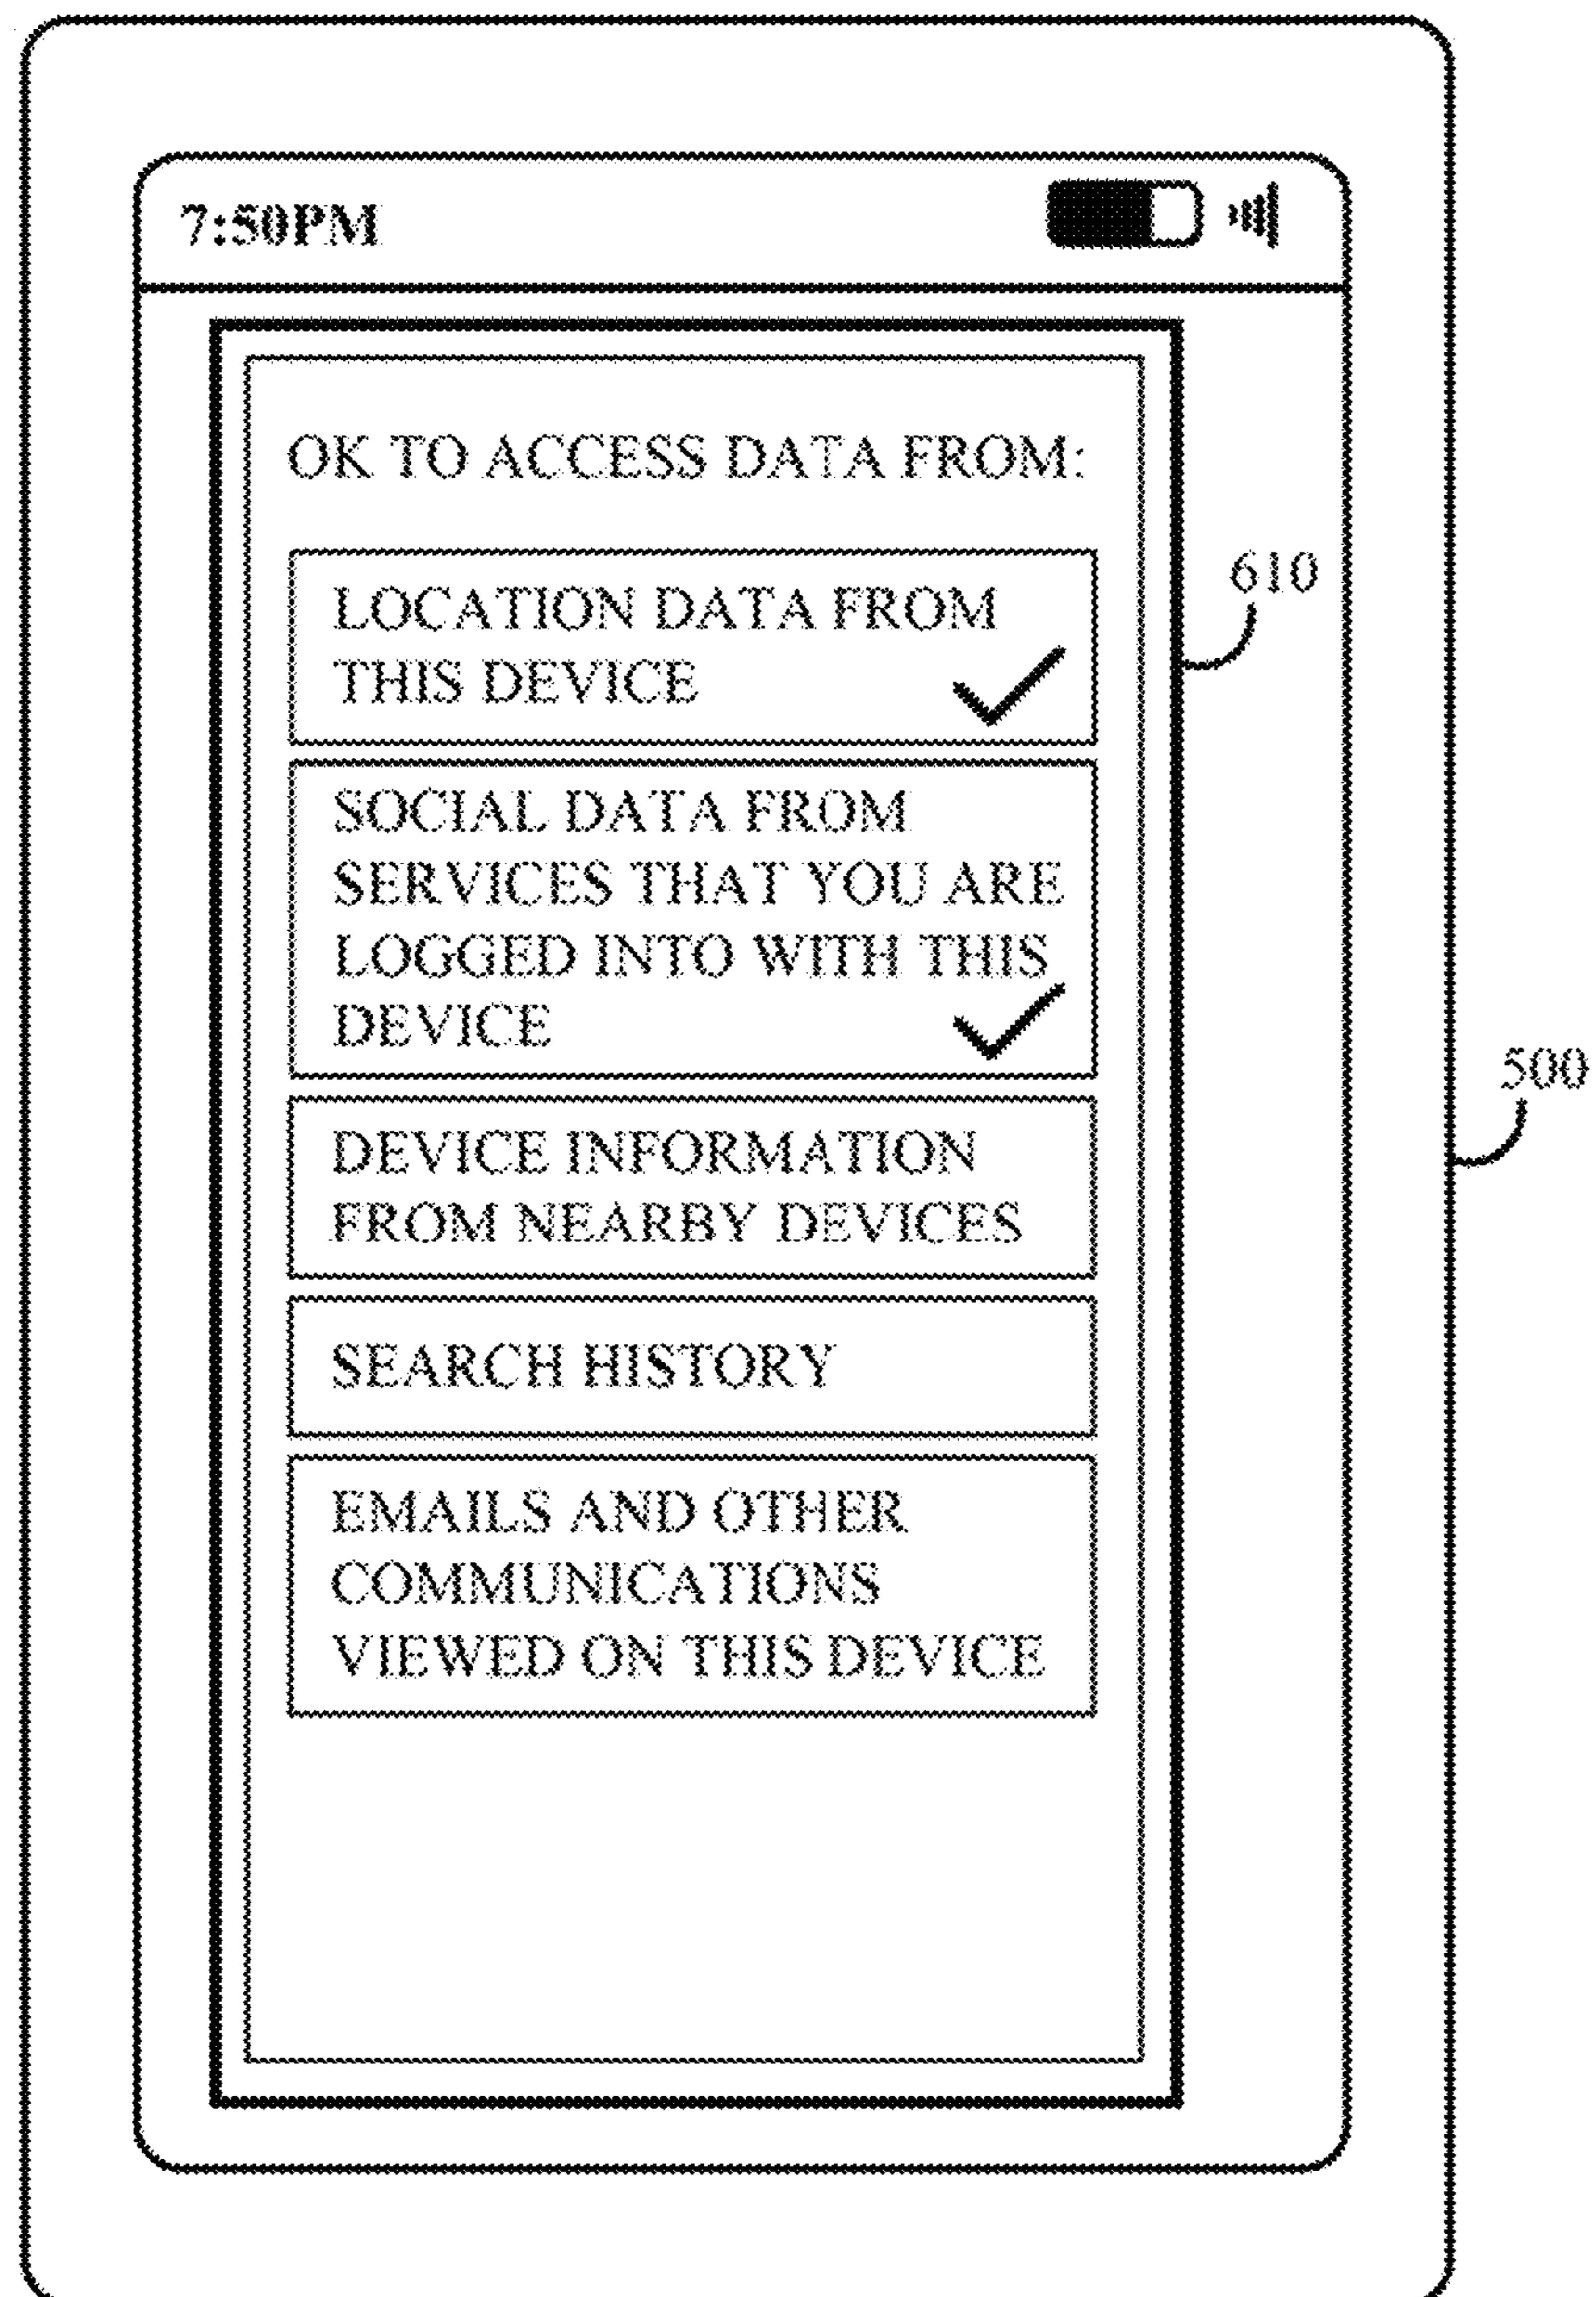 7:50PM
OK TO ACCESS DATA FROM:
LOCATION DATA FROM
THIS DEVICE
610
SOCIAL DATA FROM
SERVICES THAT YOU ARE
LOGGED INTO WITH THIS
DEVICE
500
DEVICE INFORMATION
FROM NEARBY DEVICES
SEARCH HISTORY
EMAILS AND OTHER
COMMUNICATIONS
VIEWED ON THIS DEVICE